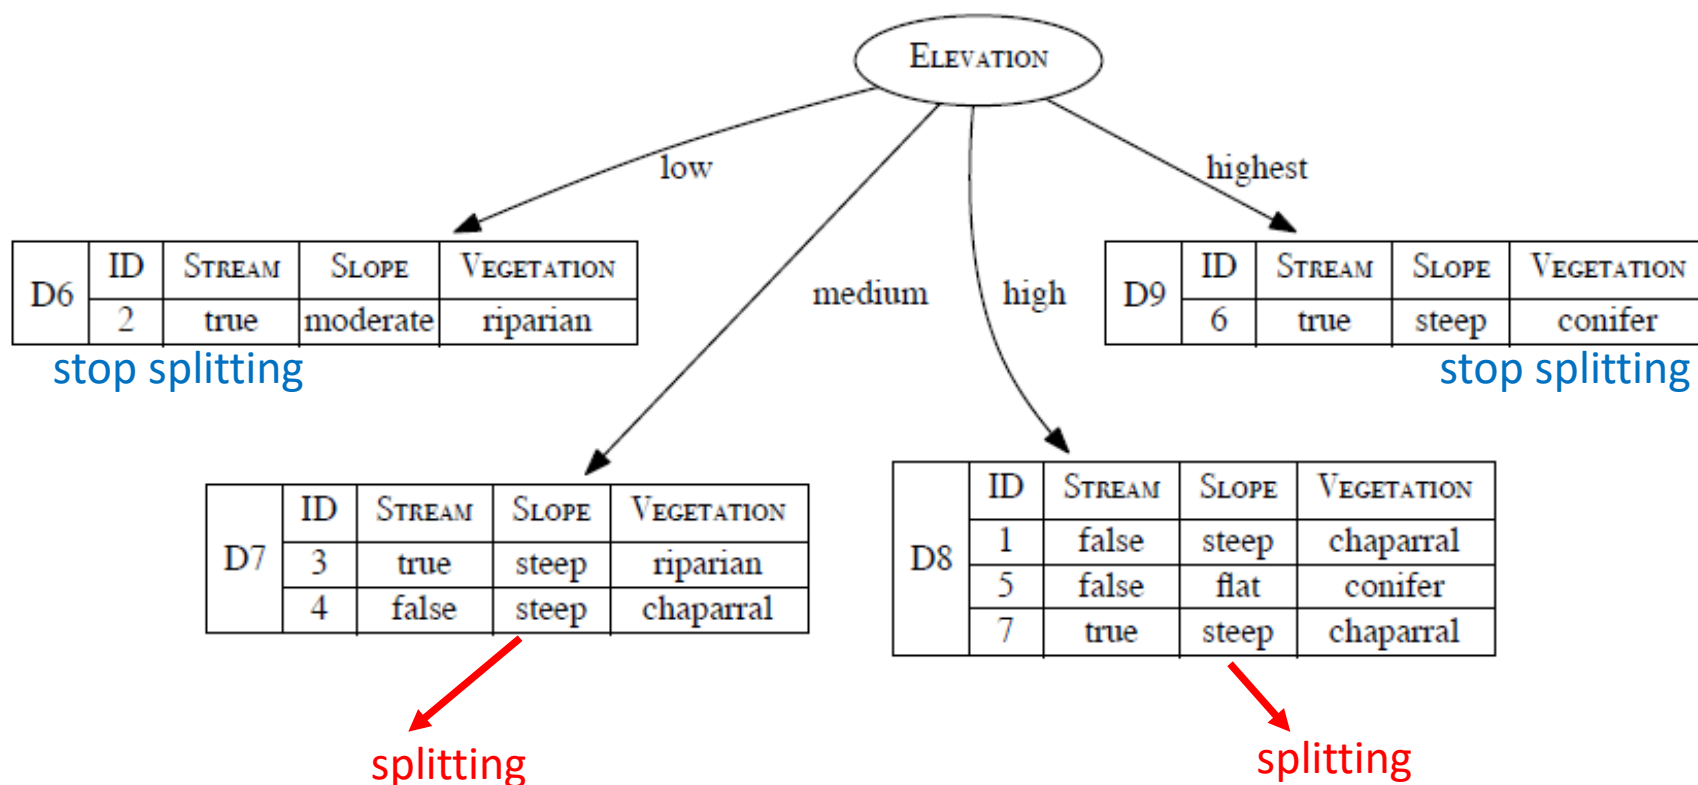 ELEVATION
low
highest
medium
high
D6
ID STREAM SLOPE VEGETATION
2 true moderate riparian
stop splitting
D9
ID STREAM SLOPE VEGETATION
6 true steep conifer
stop splitting
D7
ID STREAM SLOPE VEGETATION
3 true steep riparian
4 false steep chaparral
splitting
D8
ID STREAM SLOPE VEGETATION
1 false steep chaparral
5 false flat conifer
7 true steep chaparral
splitting